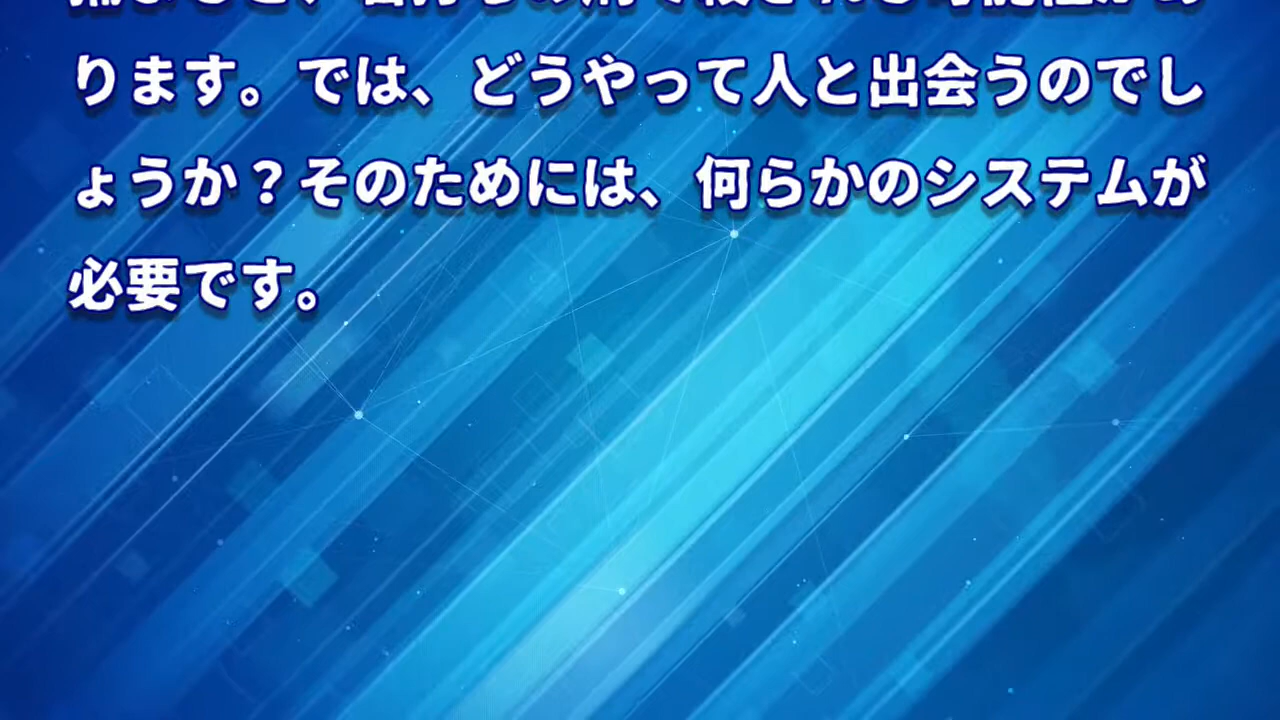 ります。では、どうやって人と出会うのでし
ょうか？そのためには、何らかのシステムが
必要です。